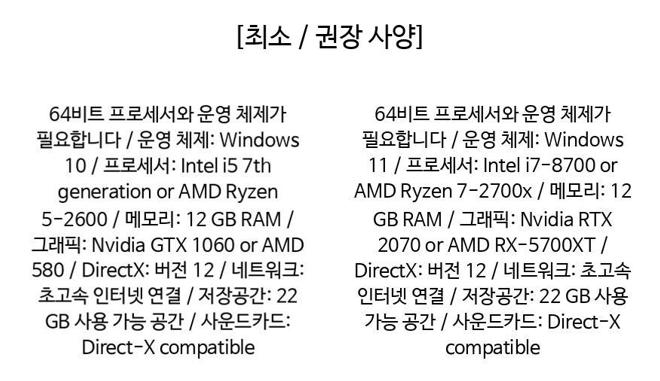 [최소 / 권장 사양]
64비트 프로세서와 운영 체제가
필요합니다 / 운영 체제: Windows
10 / 프로세서: Intel i5 7th
generation or AMD Ryzen
5-2600 / 메모리: 12 GB RAM /
그래픽: Nvidia GTX 1060 or AMD
580 / DirectX: 버전 12 / 네트워크:
초고속 인터넷 연결 / 저장공간: 22
GB 사용 가능 공간 / 사운드카드:
Direct-X compatible
64비트 프로세서와 운영 체제가
필요합니다 / 운영 체제: Windows
11 / 프로세서: Intel i7-8700 or
AMD Ryzen 7-2700x / 메모리: 12
GB RAM / 그래픽: Nvidia RTX
2070 or AMD RX-5700XT /
DirectX: 버전 12 / 네트워크: 초고속
인터넷 연결 / 저장공간: 22 GB 사용
가능 공간 / 사운드카드: Direct-X
compatible